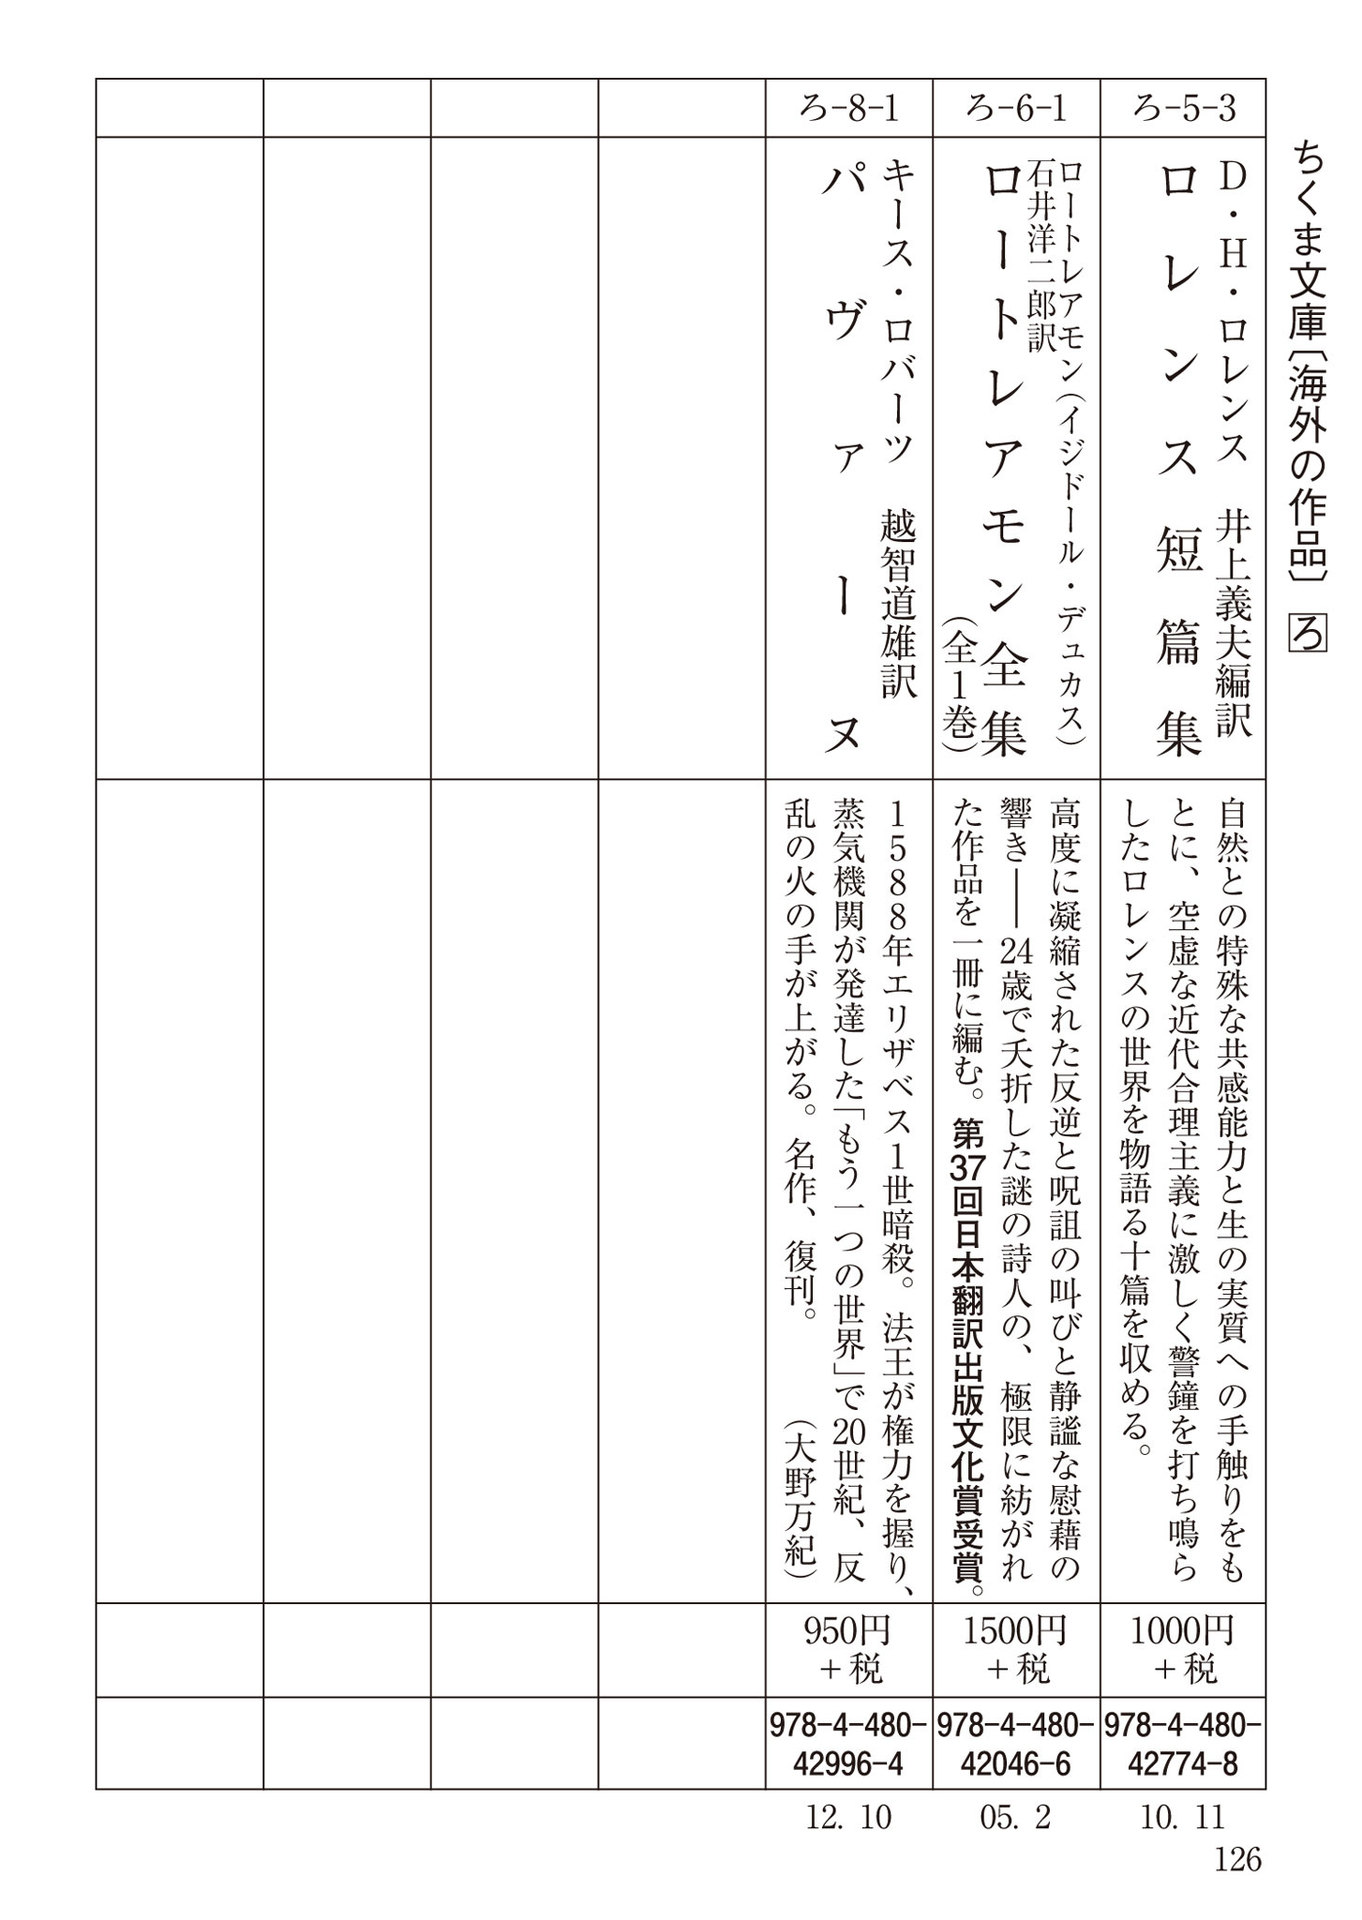 ちくま文庫〔海外の作品〕 ろ
ろ-5-3
D・H・ロレンス 井上義夫編訳
ロレンス短篇集
自然との特殊な共感能力と生の実質への手触りをも
とに、空虚な近代合理主義に激しく警鐘を打ち鳴ら
したロレンスの世界を物語る十篇を収める。
1000円
+税
978-4-480-
42774-8
10. 11
ろ-6-1
ロートレアモン(イジドール・デュカス)
石井洋二郎訳
ロートレアモン全集
(全1巻)
高度に凝縮された反逆と呪詛の叫びと静謐な慰藉の
響き――24歳で夭折した謎の詩人の、極限に紡がれ
た作品を一冊に編む。第37回日本翻訳出版文化賞受賞。
1500円
+税
978-4-480-
42046-6
05. 2
ろ-8-1
キース・ロバーツ 越智道雄訳
パヴァーヌ
1588年エリザベス1世暗殺。法王が権力を握り、
蒸気機関が発達した「もう一つの世界」で20世紀、反
乱の火の手が上がる。名作、復刊。 (大野万紀)
950円
+税
978-4-480-
42996-4
12. 10
126